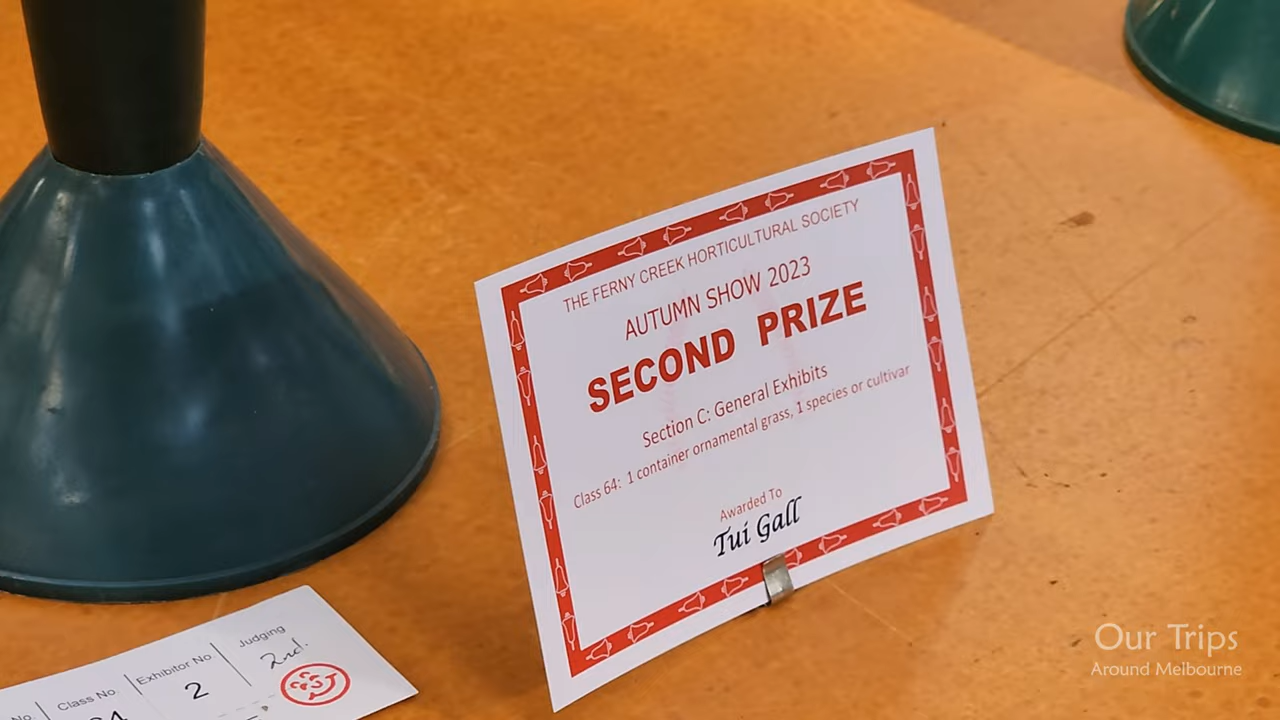 THE FERNY CREEK HORTICULTURAL SOCIETY
AUTUMN SHOW 2023
SECOND PRIZE
Section C: General Exhibits
Class 64: 1 container ornamental grass, 1 species or cultivar
Awarded To
Tui Gall
No. Class No Exhibitor No Judging
2 2nd.
Our Trips
Around Melbourne